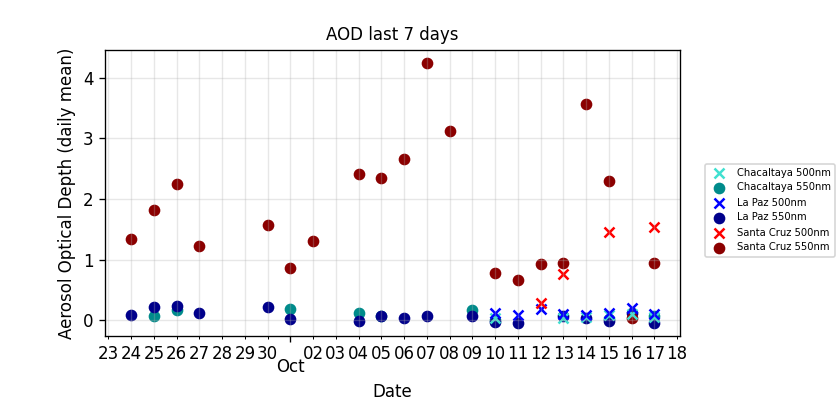 AOD last 7 days
Aerosol Optical Depth (daily mean)
4
3
2
1
0
23 24 25 26 27 28 29 30 02 03 04 05 06 07 08 09 10 11 12 13 14 15 16 17 18
Oct
Date
Chacaltaya 500nm
Chacaltaya 550nm
La Paz 500nm
La Paz 550nm
Santa Cruz 500nm
Santa Cruz 550nm